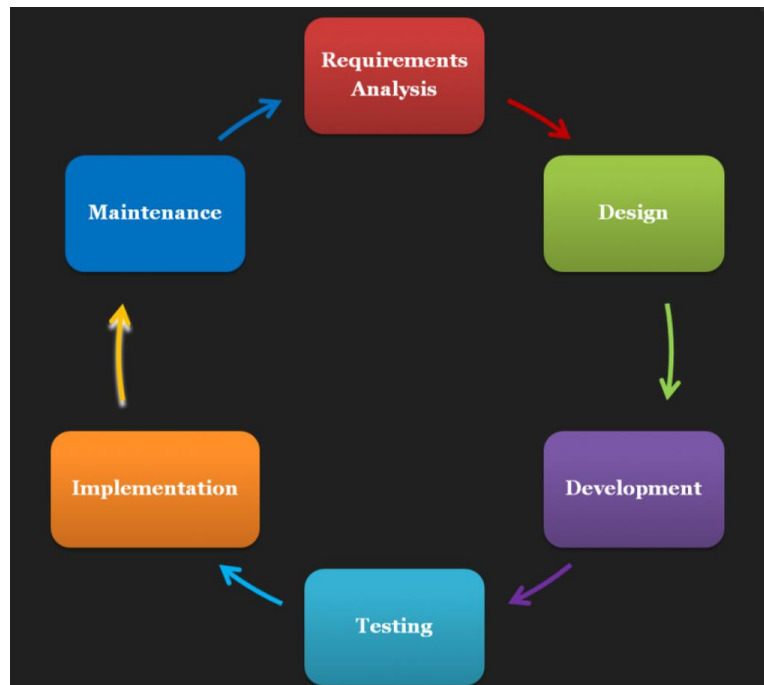 Requirements
Analysis
Design
Development
Testing
Implementation
Maintenance